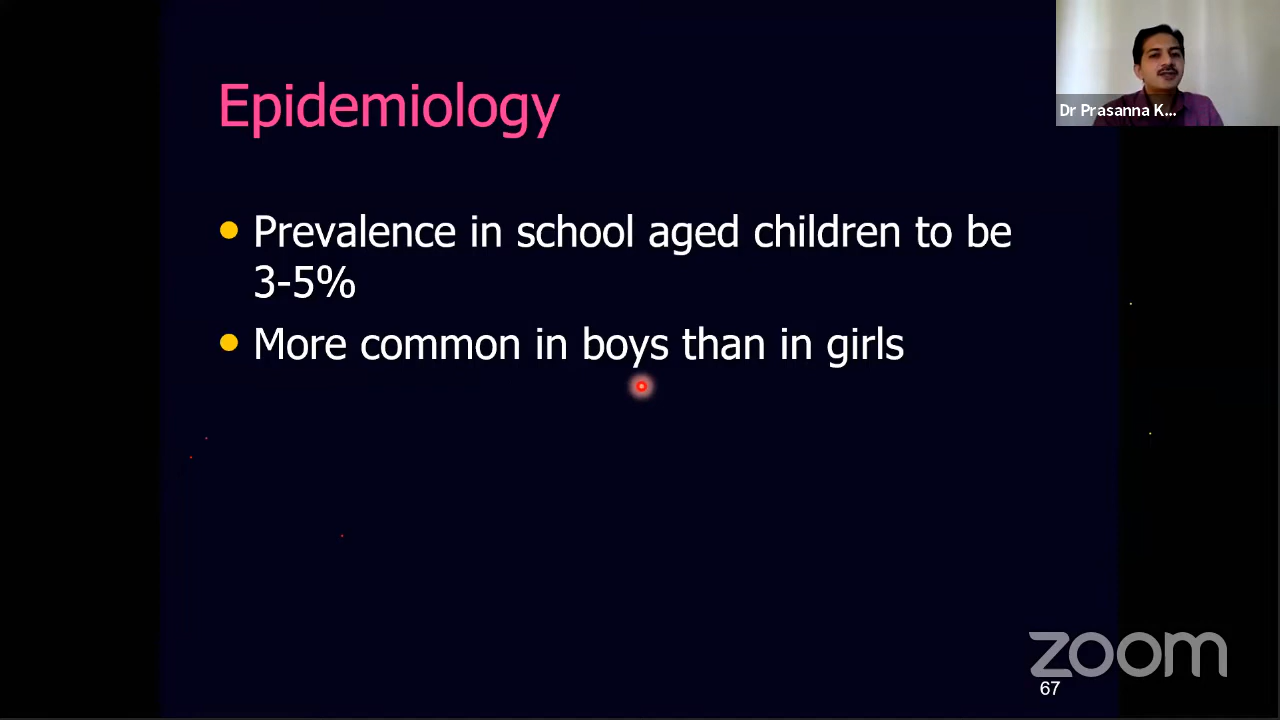 Dr Prasanna K...
Epidemiology
Prevalence in school aged children to be
3-5%
More common in boys than in girls
zoom
67